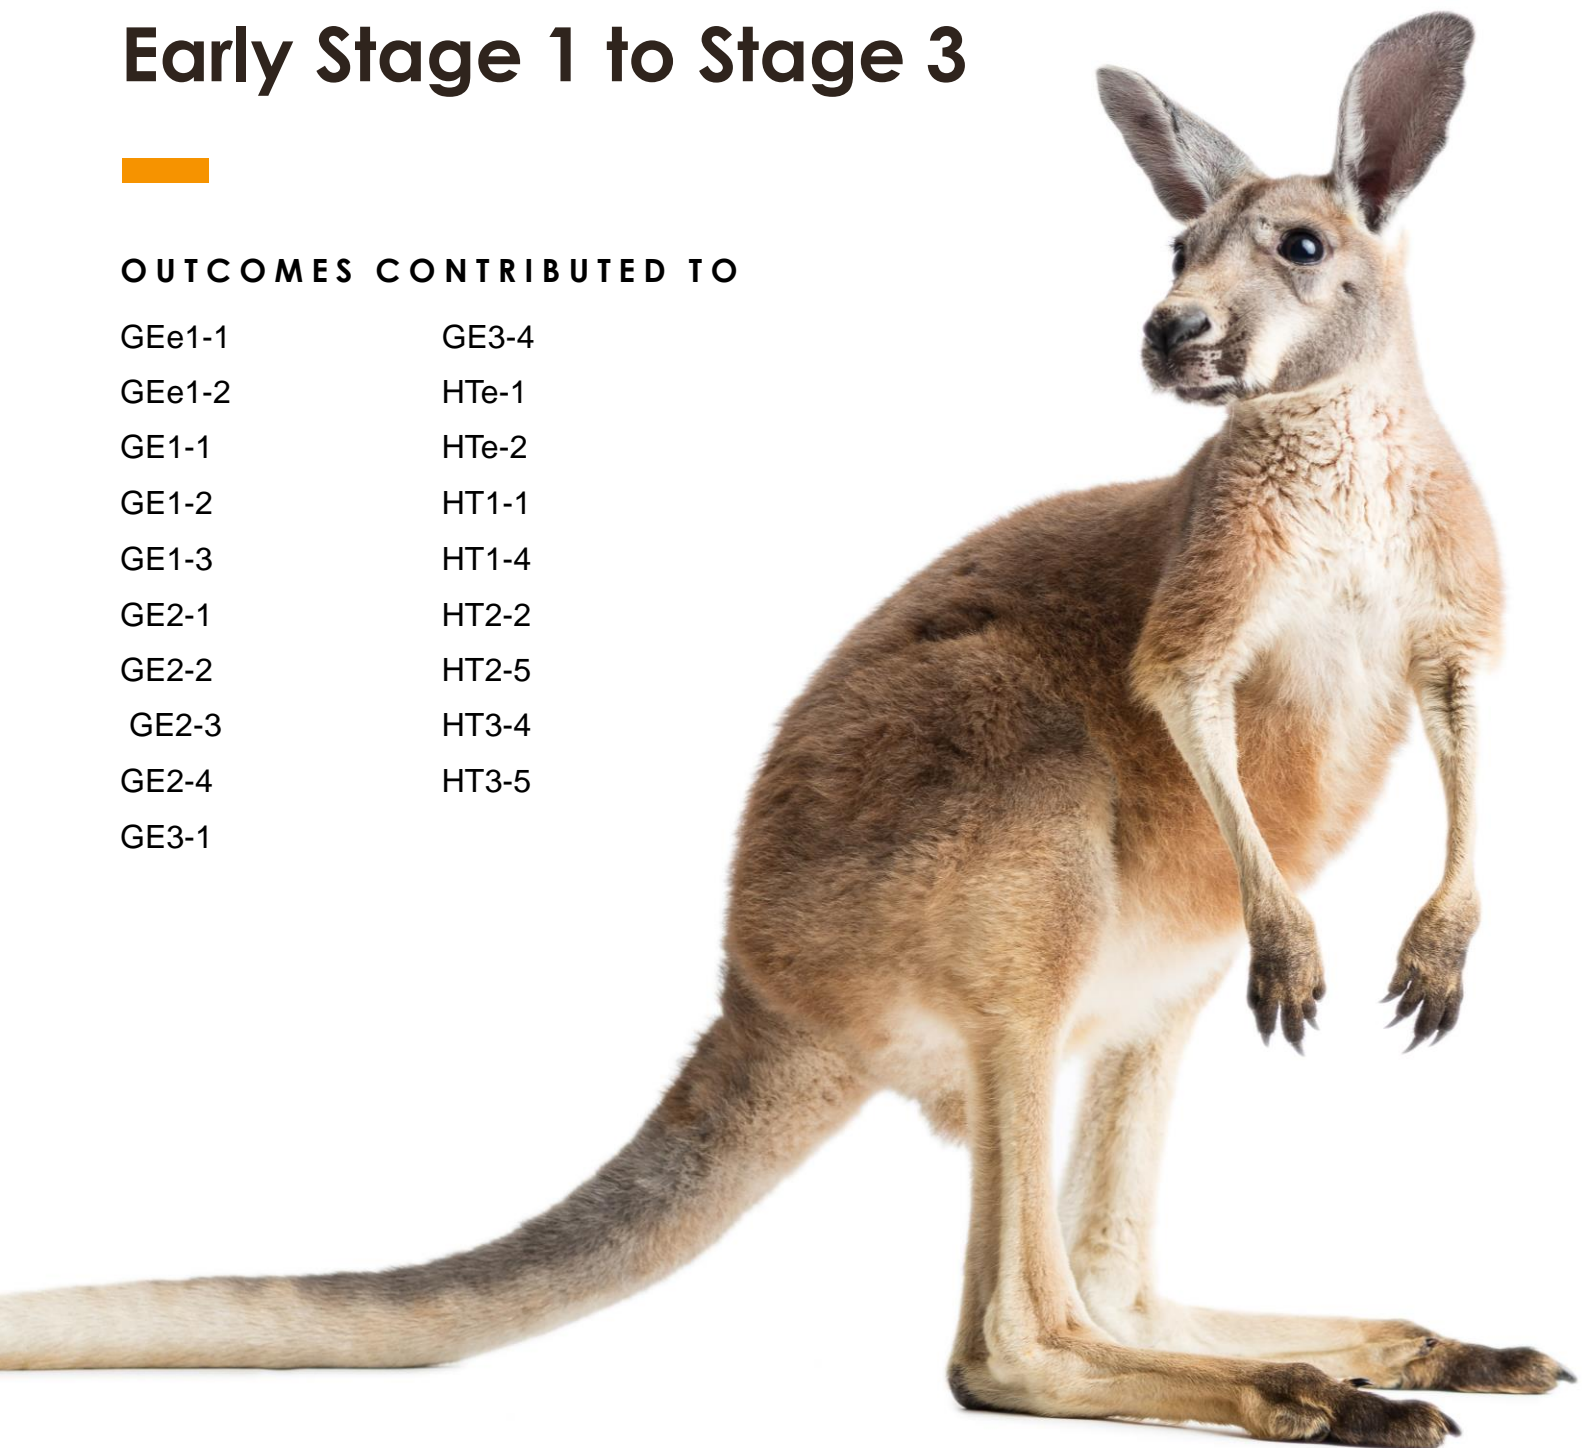 Early Stage 1 to Stage 3
OUTCOMES CONTRIBUTED TO
GEe1-1
GEe1-2
GE1-1
GE1-2
GE1-3
GE2-1
GE2-2
GE2-3
GE2-4
GE3-1
GE3-4
HTe-1
HTe-2
HT1-1
HT1-4
HT2-2
HT2-5
HT3-4
HT3-5